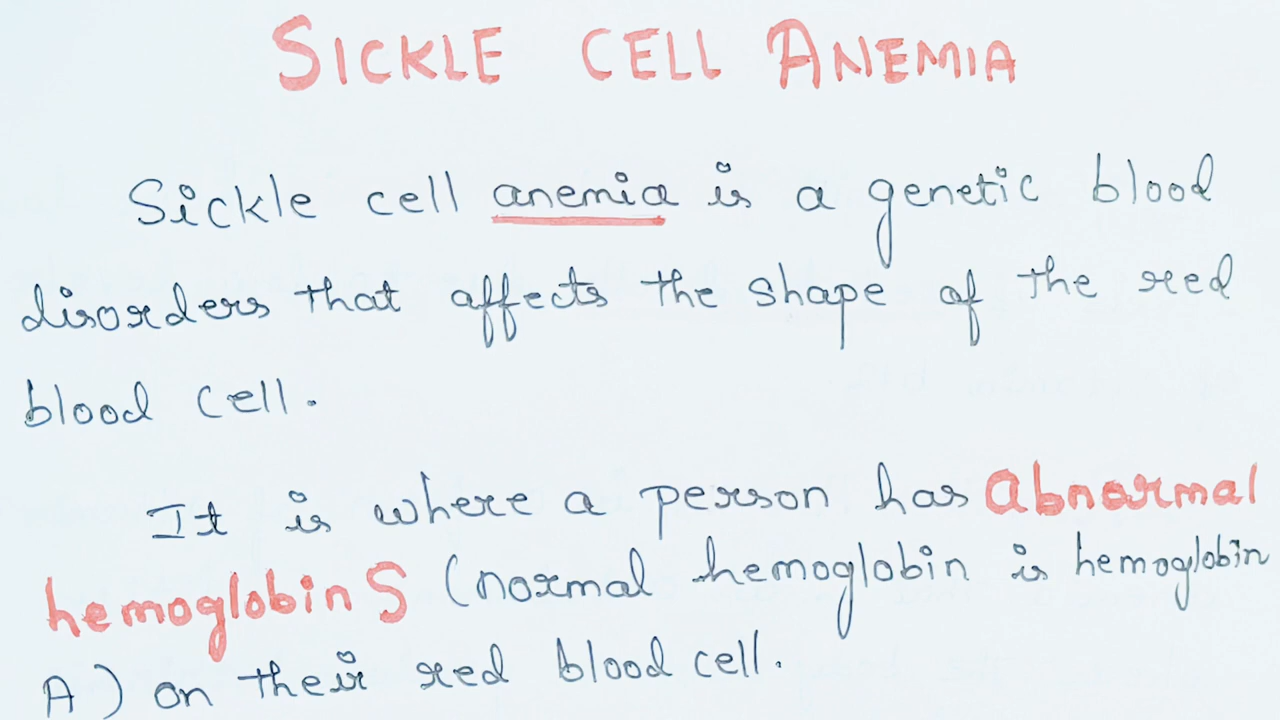 SICKLE CELL ANEMIA
Sickle cell anemia is a genetic blood
disorders that affects the shape of the red
blood cell.
It is where a person has Abnormal
hemoglobin S (normal hemoglobin is hemoglobin
A) on their red blood cell.